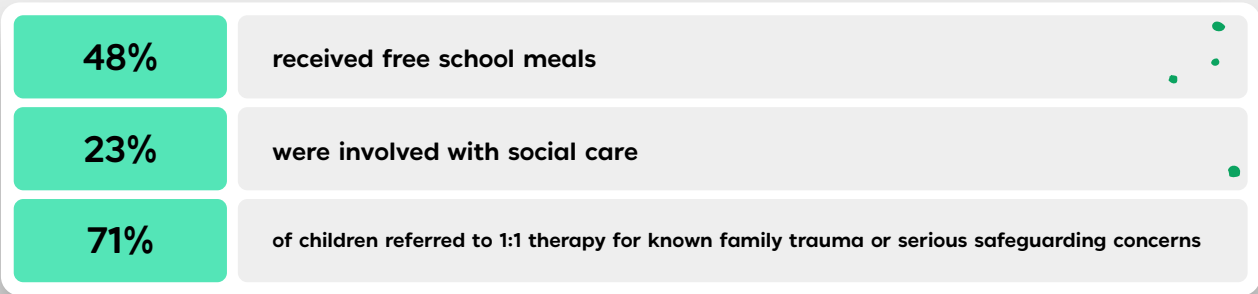 48%
received free school meals
23%
were involved with social care
71%
of children referred to 1:1 therapy for known family trauma or serious safeguarding concerns